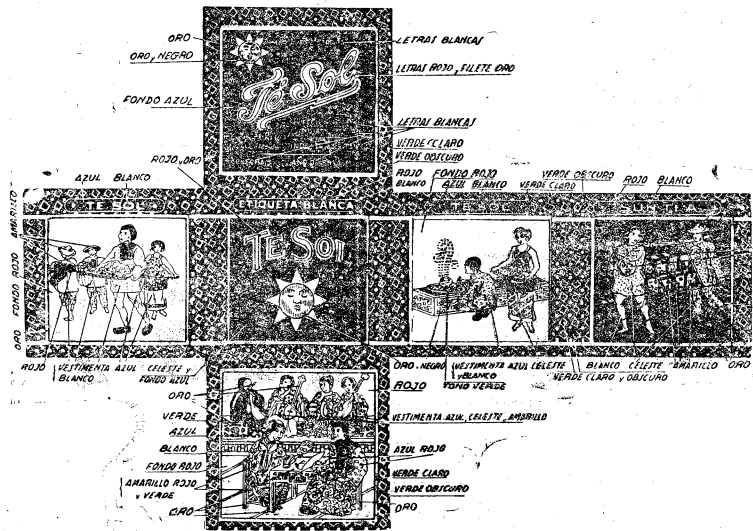 ORO
ORO, NEGRO
FONDO AZUL
LETRAS BLANCAS
LETRAS ROJO, FILETE ORO
LETRAS BLANCAS
VERDE CLARO
VERDE OBSCURO
Té Sol
ROJO, ORO
AZUL BLANCO
ROJO BLANCO
FONDO ROJO
AZUL BLANCO
VERDE OBSCURO
VERDE CLARO
ROJO BLANCO
TE SOL
ETIQUETA BLANCA
TE
AMARILLO
ORO FONDO ROJO
TE SOL
ROJO
VESTIMENTA AZUL CELESTE y
BLANCO
FONDO AZUL
ORO, NEGRO
ROJO
VESTIMENTA AZUL CELESTE
y BLANCO
FONDO VERDE
BLANCO CELESTE AMARILLO ORO
VERDE CLARO y OBSCURO
ORO
VERDE
AZUL
BLANCO
FONDO ROJO
AMARILLO ROJO
y VERDE
ORO
VESTIMENTA AZUL, CELESTE, AMARILLO
AZUL ROJO
VERDE CLARO
VERDE OBSCURO
ORO